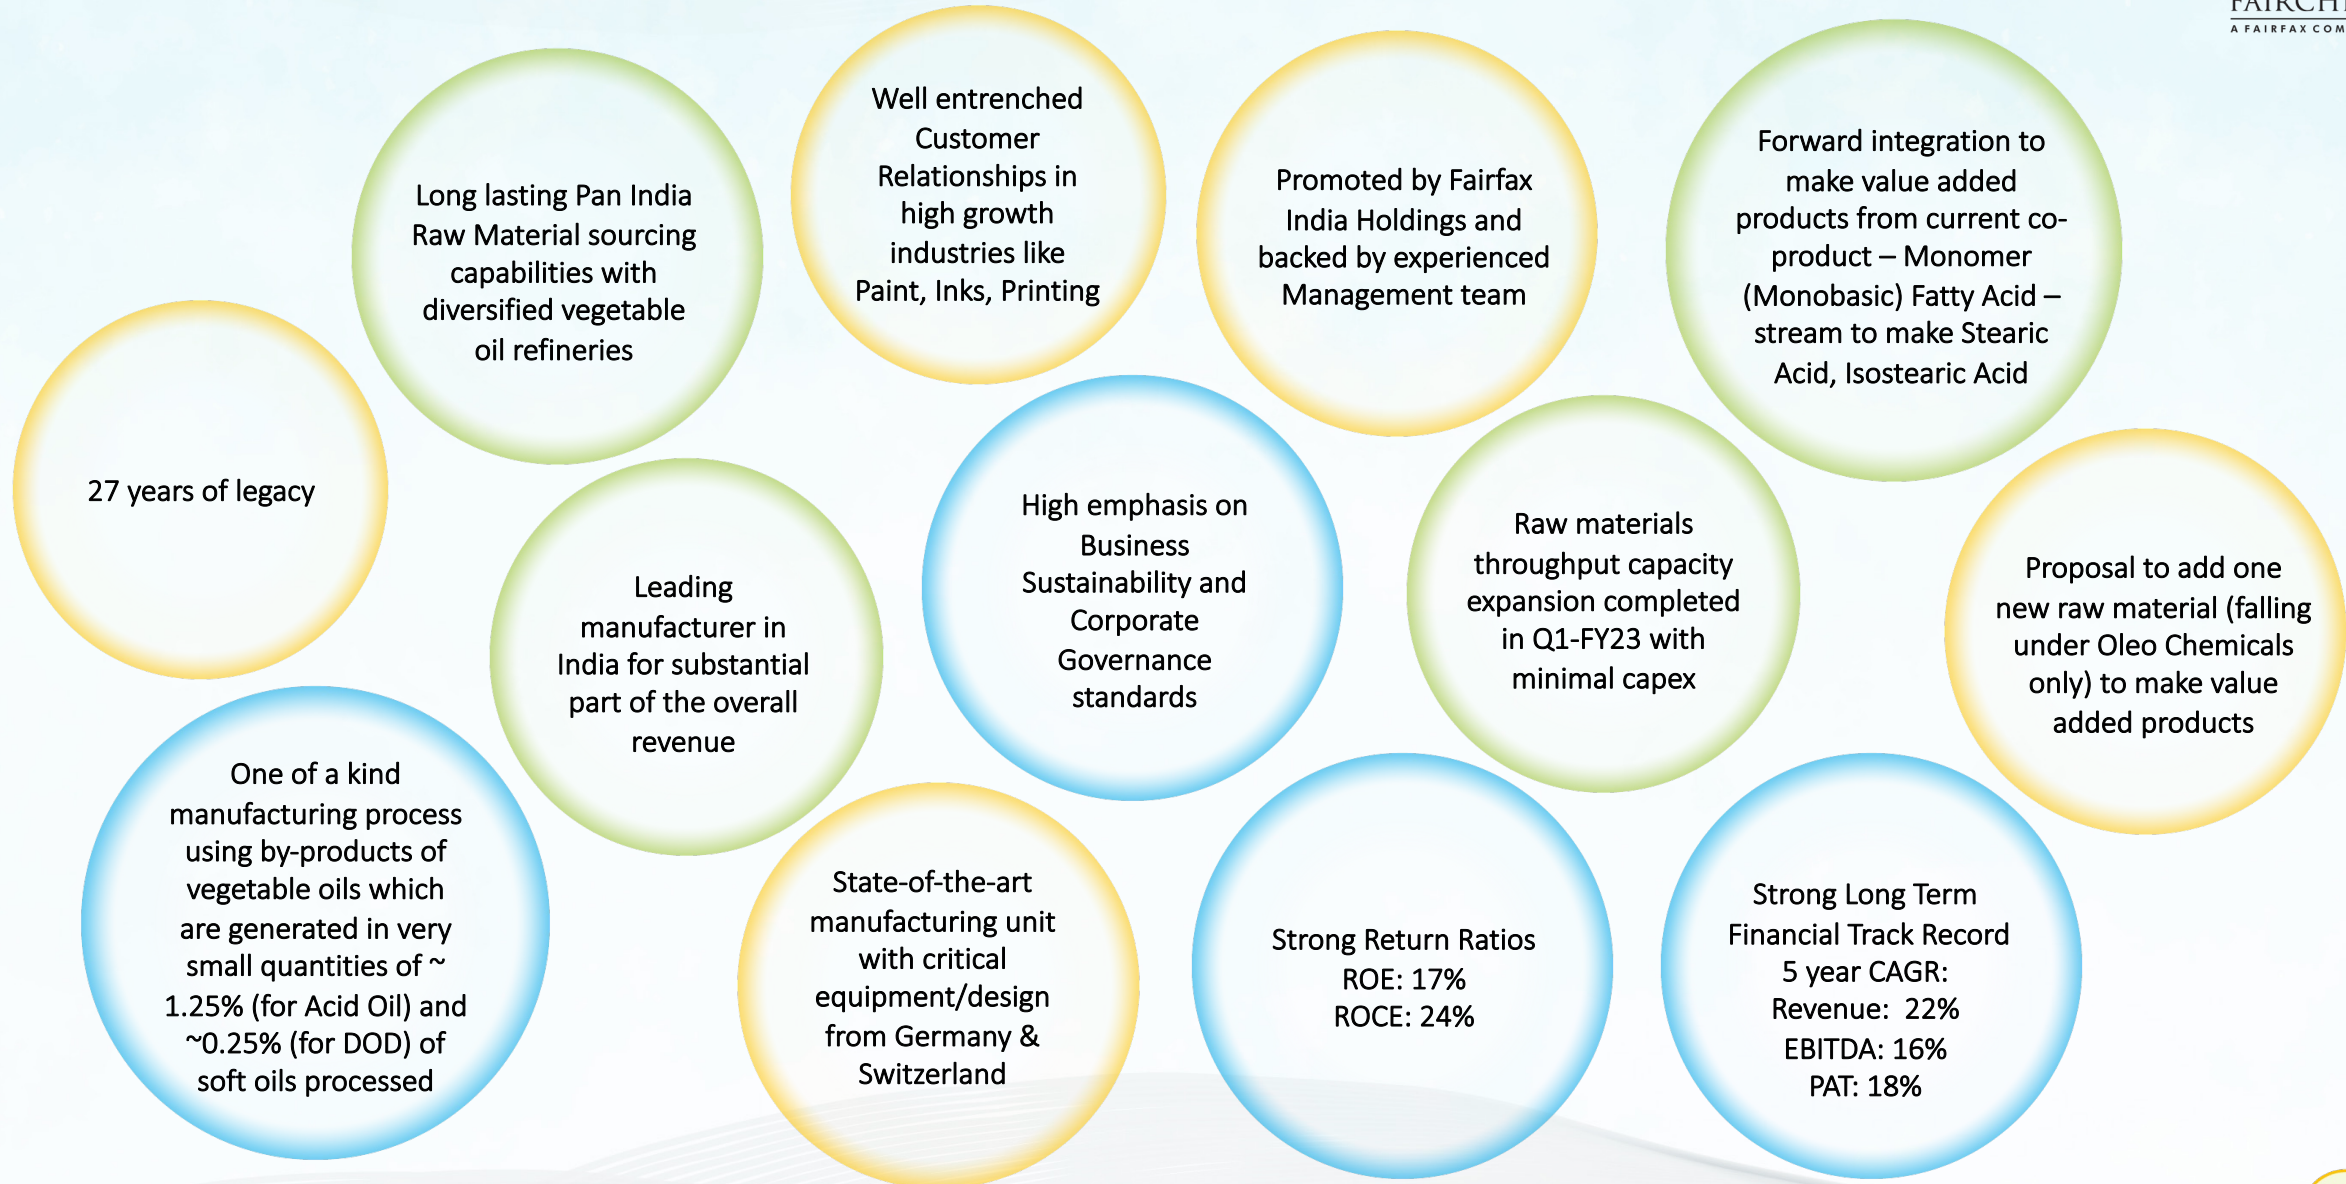 A FAIRFAX COM
Long lasting Pan India
Raw Material sourcing
capabilities with
diversified vegetable
oil refineries
Well entrenched
Customer
Relationships in
high growth
industries like
Paint, Inks, Printing
Promoted by Fairfax
India Holdings and
backed by experienced
Management team
Forward integration to
make value added
products from current co-
product – Monomer
(Monobasic) Fatty Acid –
stream to make Stearic
Acid, Isostearic Acid
27 years of legacy
Leading
manufacturer in
India for substantial
part of the overall
revenue
High emphasis on
Business
Sustainability and
Corporate
Governance
standards
Raw materials
throughput capacity
expansion completed
in Q1-FY23 with
minimal capex
Proposal to add one
new raw material (falling
under Oleo Chemicals
only) to make value
added products
One of a kind
manufacturing process
using by-products of
vegetable oils which
are generated in very
small quantities of ~
1.25% (for Acid Oil) and
~0.25% (for DOD) of
soft oils processed
State-of-the-art
manufacturing unit
with critical
equipment/design
from Germany &
Switzerland
Strong Return Ratios
ROE: 17%
ROCE: 24%
Strong Long Term
Financial Track Record
5 year CAGR:
Revenue: 22%
EBITDA: 16%
PAT: 18%